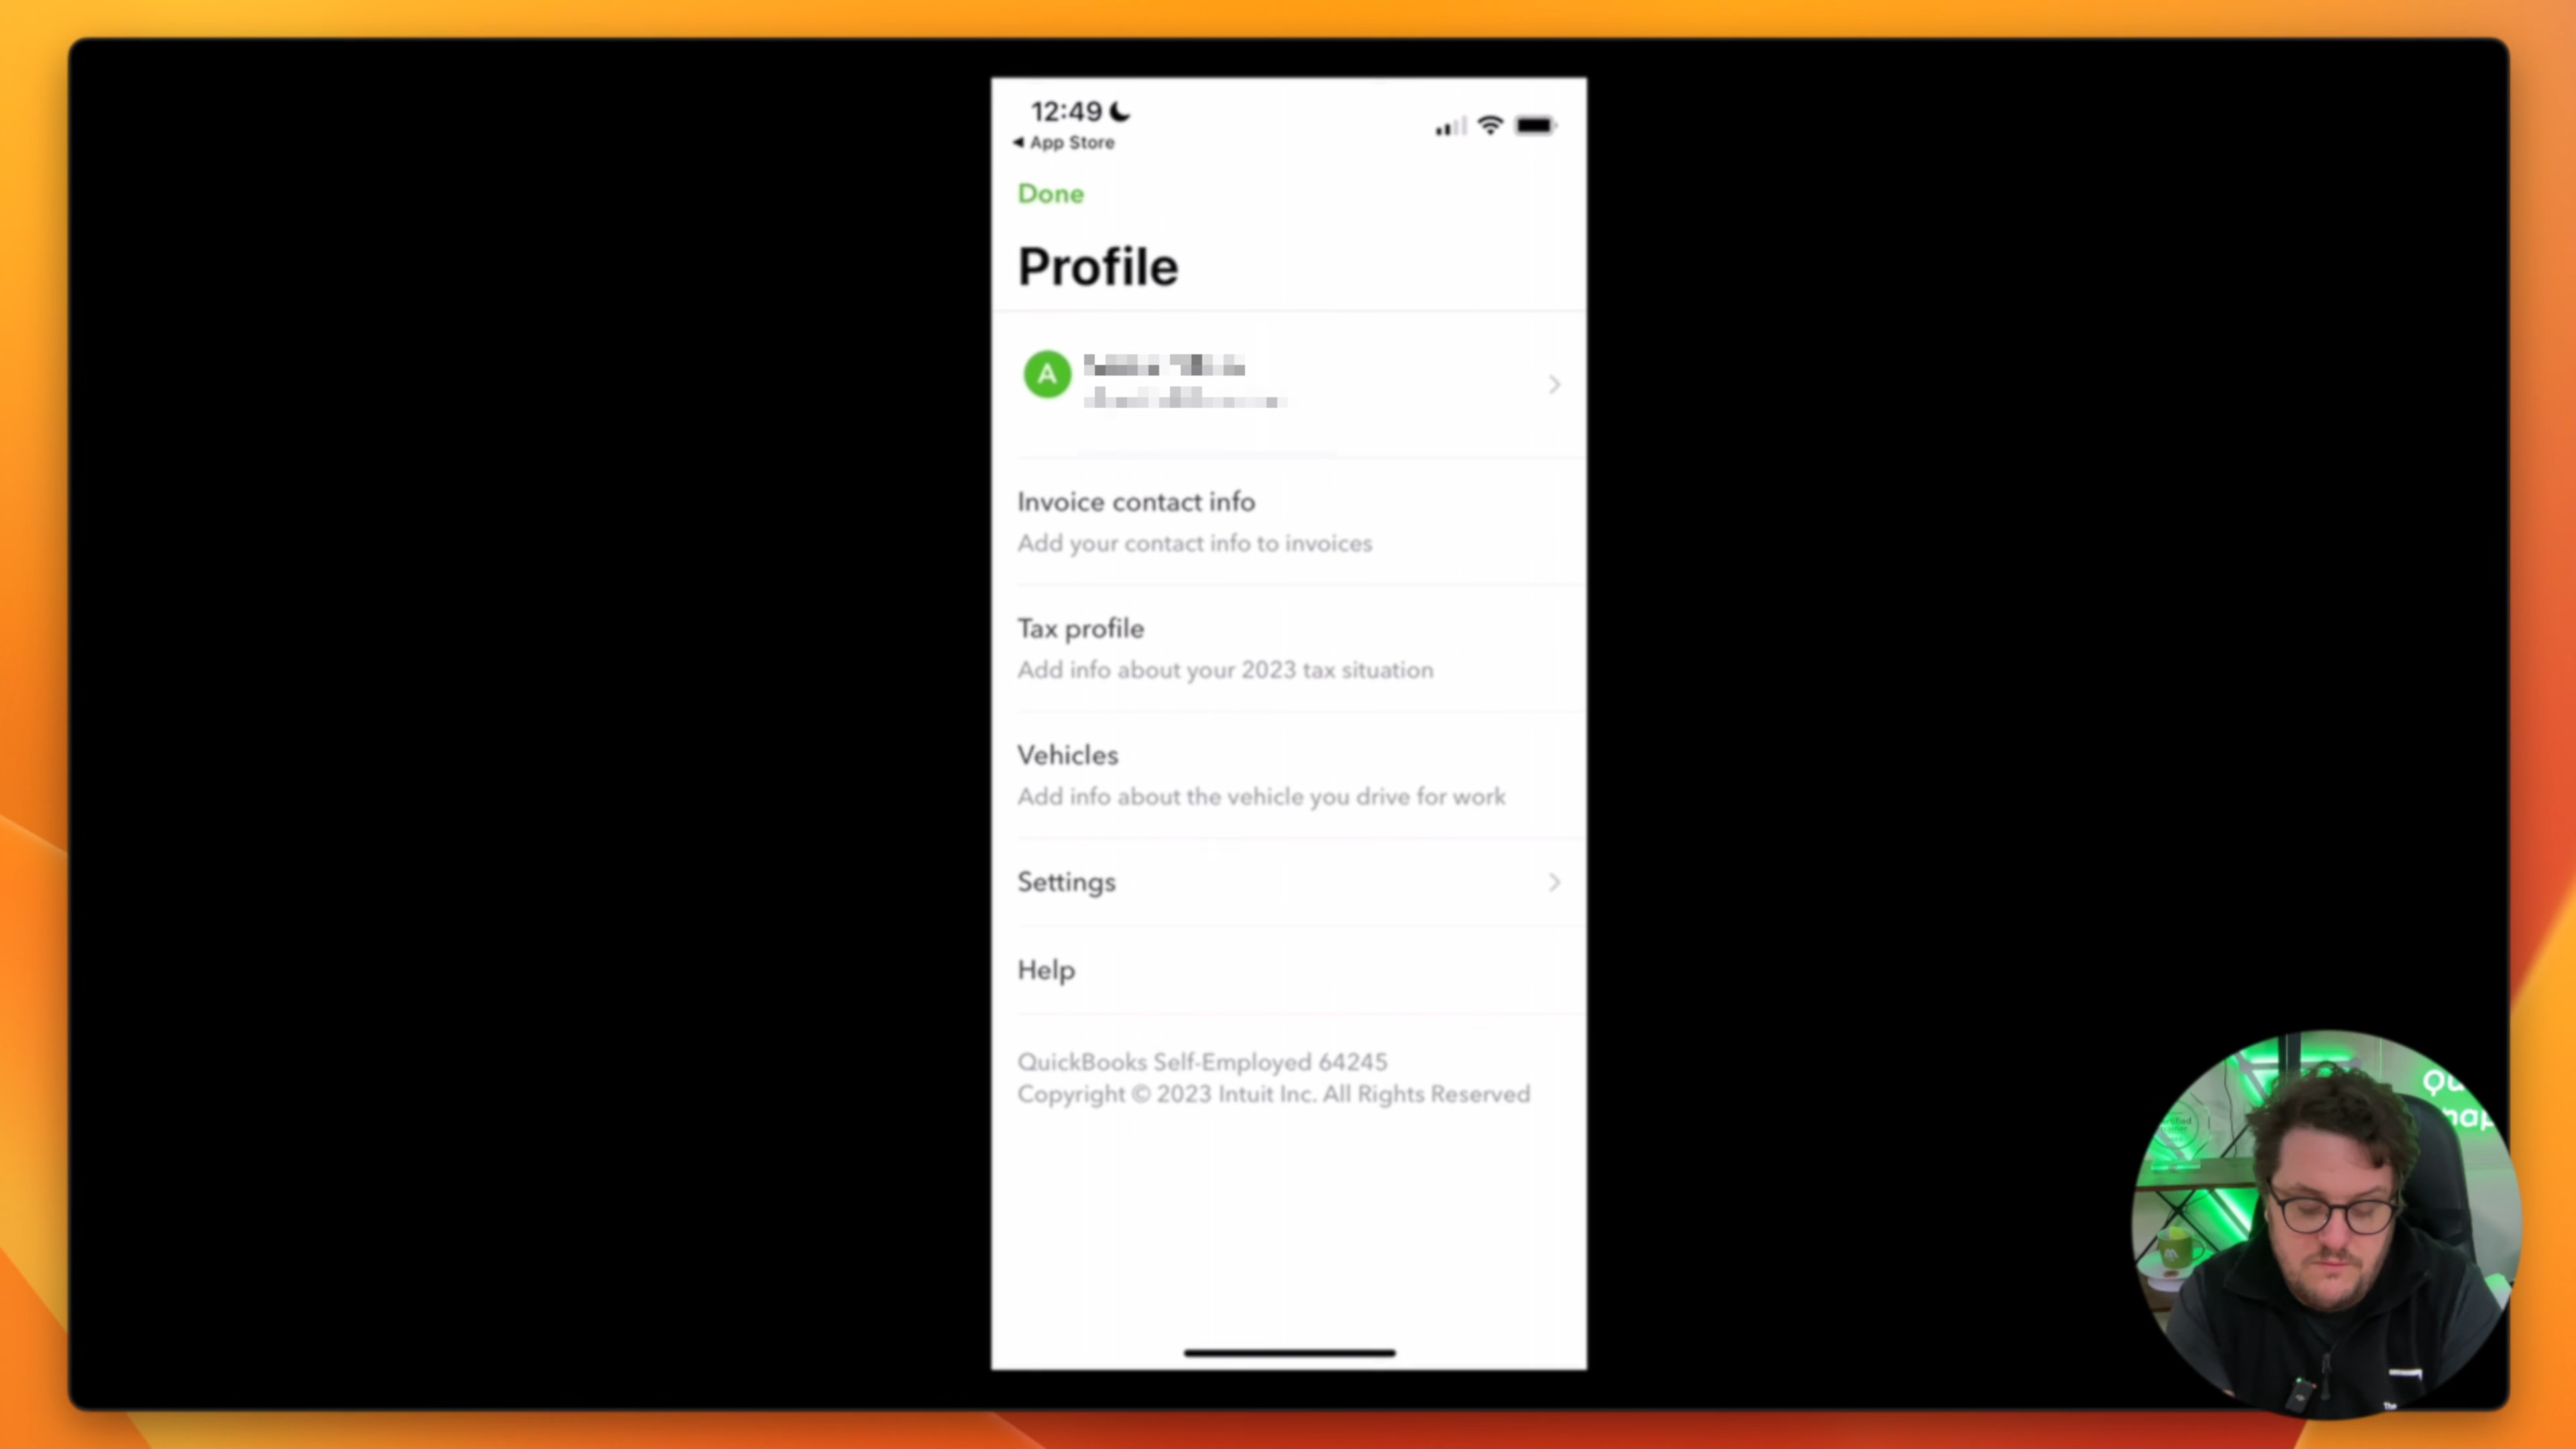 12:49
◀ App Store
Done
Profile
A
Invoice contact info
Add your contact info to invoices
Tax profile
Add info about your 2023 tax situation
Vehicles
Add info about the vehicle you drive for work
Settings
Help
QuickBooks Self-Employed 64245
Copyright © 2023 Intuit Inc. All Rights Reserved